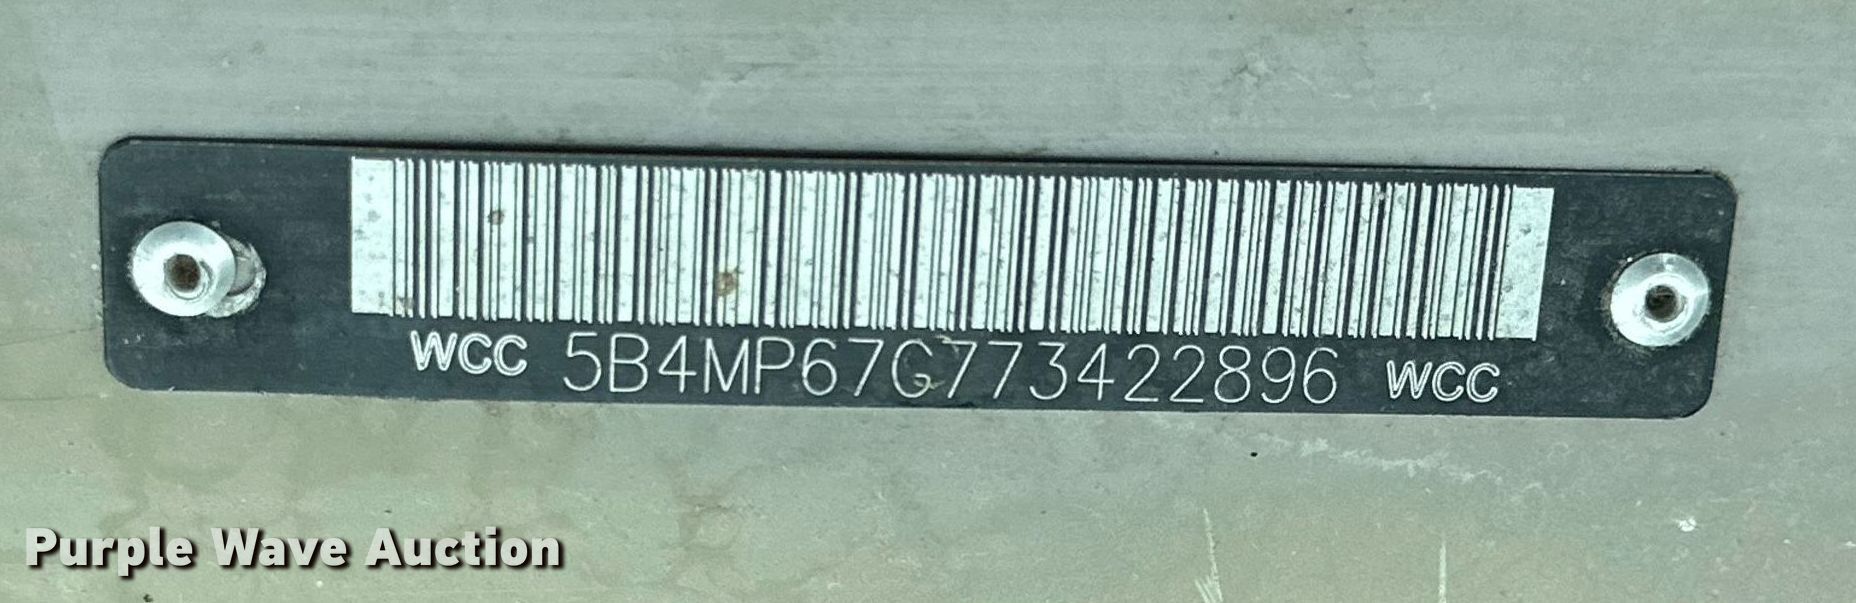 WCC 5B4MP67G773422896 WCC
Purple Wave Auction